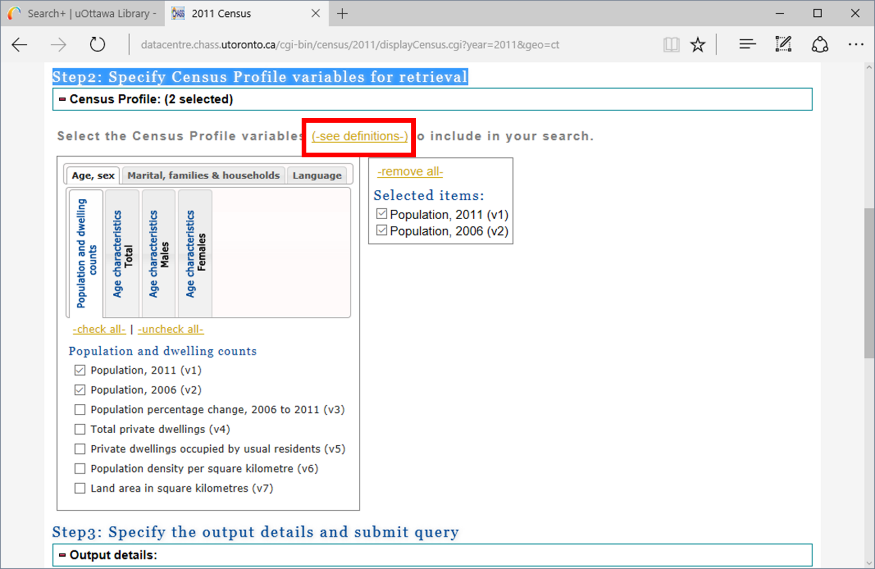 Search+ | uOttawa Library -
2011 Census
datacentre.chass.utoronto.ca/cgi-bin/census/2011/displayCensus.cgi?year=2011&geo=ct
Step2: Specify Census Profile variables for retrieval
Census Profile: (2 selected)
Select the Census Profile variables (-see definitions-) o include in your search.
Age, sex
Marital, families & households
Language
Population and dwelling counts
Age characteristics Total
Age characteristics Males
Age characteristics Females
-check all- | -uncheck all-
Population and dwelling counts
Population, 2011 (v1)
Population, 2006 (v2)
Population percentage change, 2006 to 2011 (v3)
Total private dwellings (v4)
Private dwellings occupied by usual residents (v5)
Population density per square kilometre (v6)
Land area in square kilometres (v7)
-remove all-
Selected items:
Population, 2011 (v1)
Population, 2006 (v2)
Step3: Specify the output details and submit query
Output details: